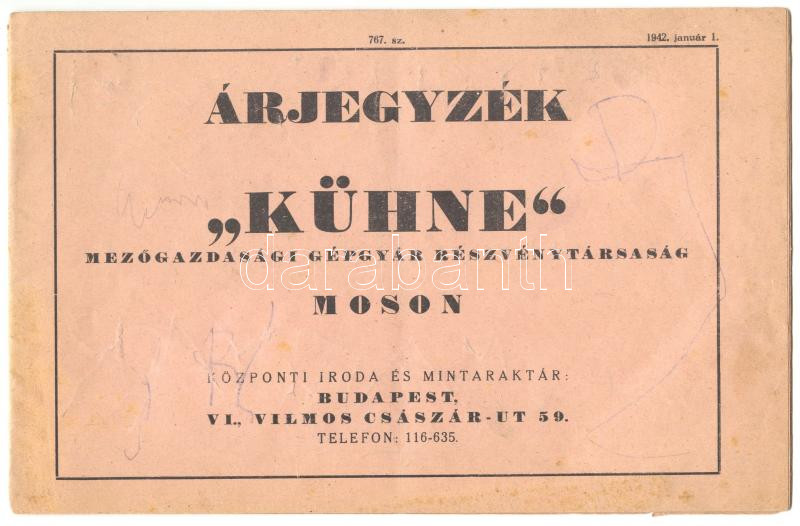 767. sz.
1942. január 1.
ÁRJEGYZÉK
„KÜHNE“
MEZŐGAZDASÁGI GÉPGYÁR RÉSZVÉNYTÁRSASÁG
darabanth
MOSON
KÖZPONTI IRODA ÉS MINTARAKTÁR:
BUDAPEST,
VI., VILMOS CSÁSZÁR-UT 59.
TELEFON: 116-635.